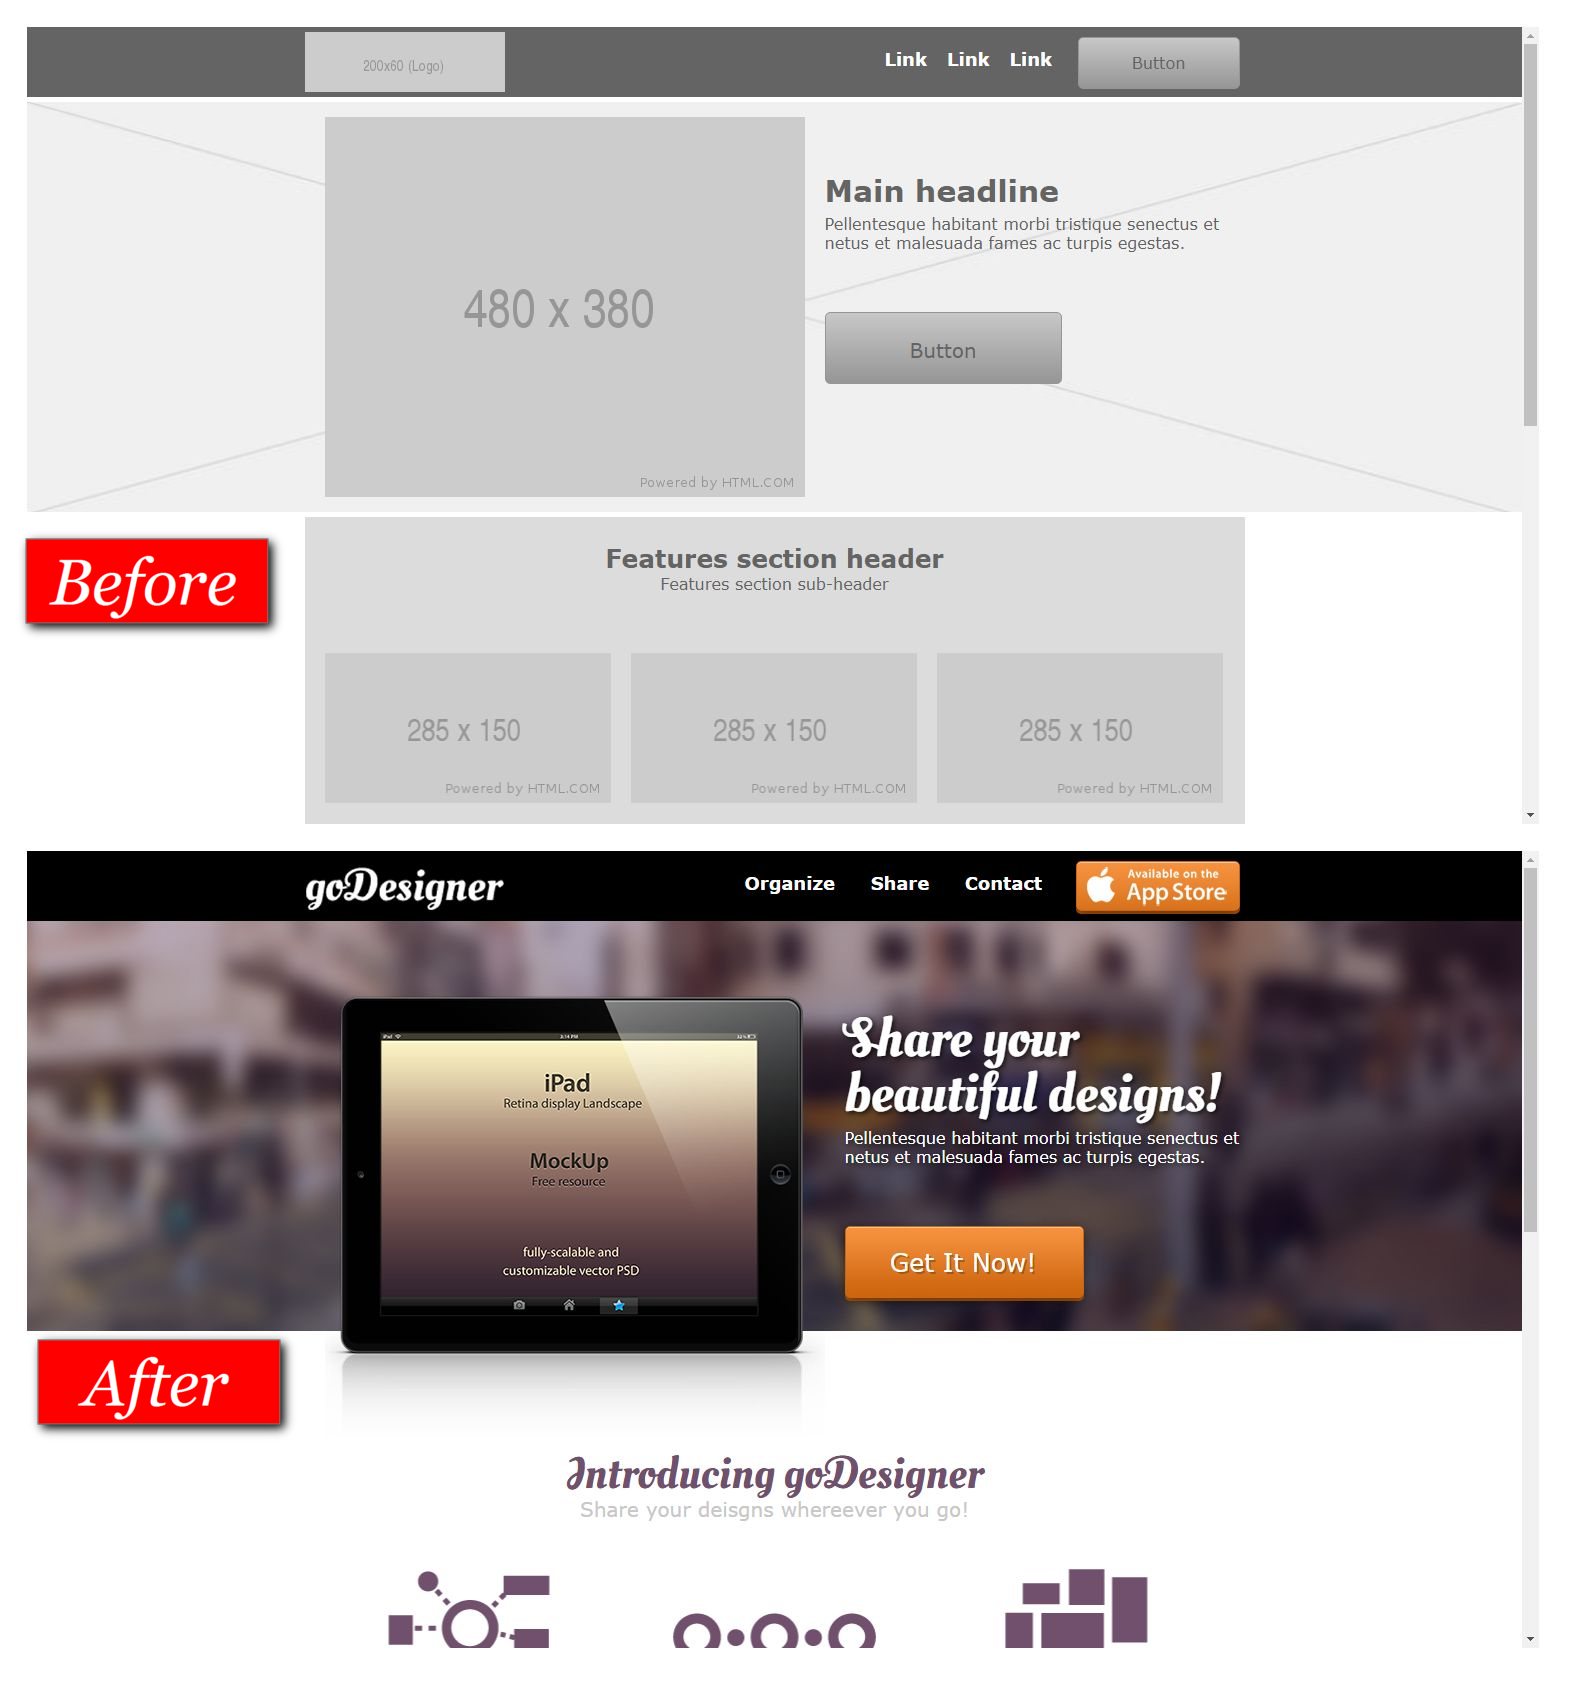 200x60 (Logo)
Link Link Link
Button
480 x 380
Powered by HTML.COM
Main headline
Pellentesque habitant morbi tristique senectus et
netus et malesuada fames ac turpis egestas.
Button
Before
Features section header
Features section sub-header
285 x 150
Powered by HTML.COM
285 x 150
Powered by HTML.COM
285 x 150
Powered by HTML.COM
goDesigner
Organize Share Contact
Available on the
App Store
iPad
2:14 PM
iPad
Retina display Landscape
MockUp
Free resource
fully-scalable and
customizable vector PSD
Share your
beautiful designs!
Pellentesque habitant morbi tristique senectus et
netus et malesuada fames ac turpis egestas.
Get It Now!
After
Introducing goDesigner
Share your deisgns whereever you go!